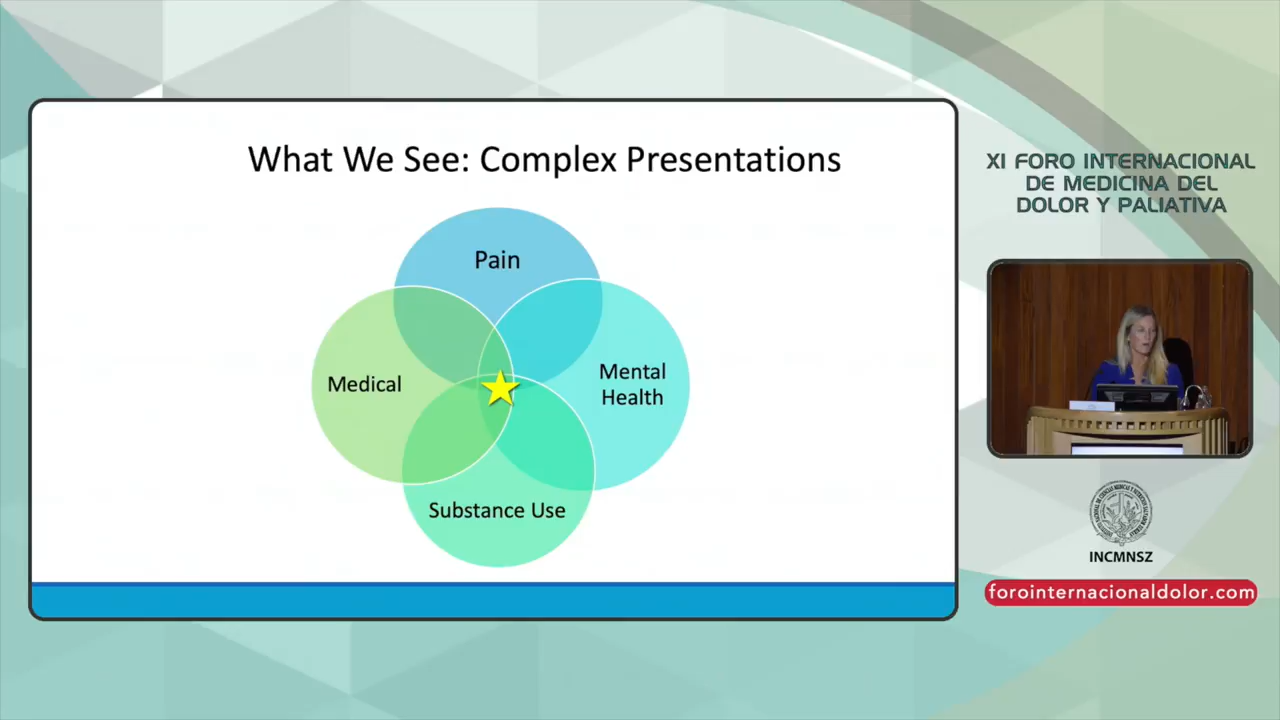 What We See: Complex Presentations
Pain
Medical
Mental
Health
Substance Use
XI FORO INTERNACIONAL
DE MEDICINA DEL
DOLOR Y PALIATIVA
INCMNSZ
forointernacionaldolor.com